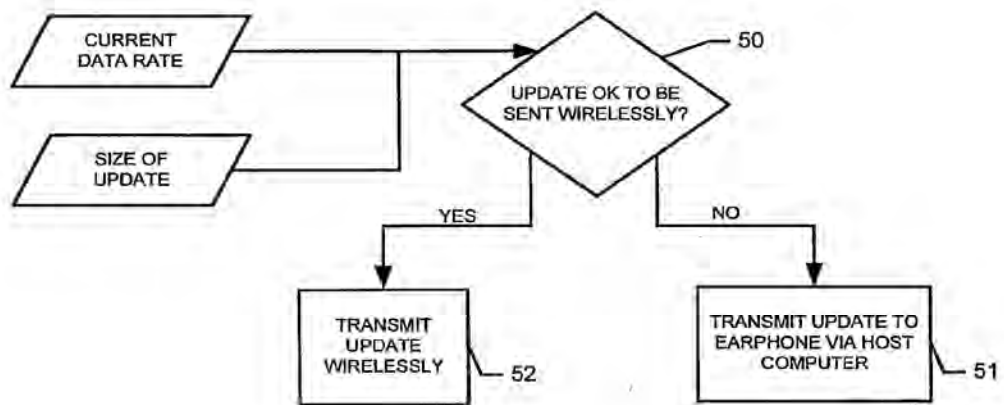 CURRENT
DATA RATE
50
UPDATE OK TO BE
SENT WIRELESSLY?
SIZE OF
UPDATE
YES
NO
TRANSMIT
UPDATE
WIRELESSLY
52
TRANSMIT UPDATE TO
EARPHONE VIA HOST
COMPUTER
51